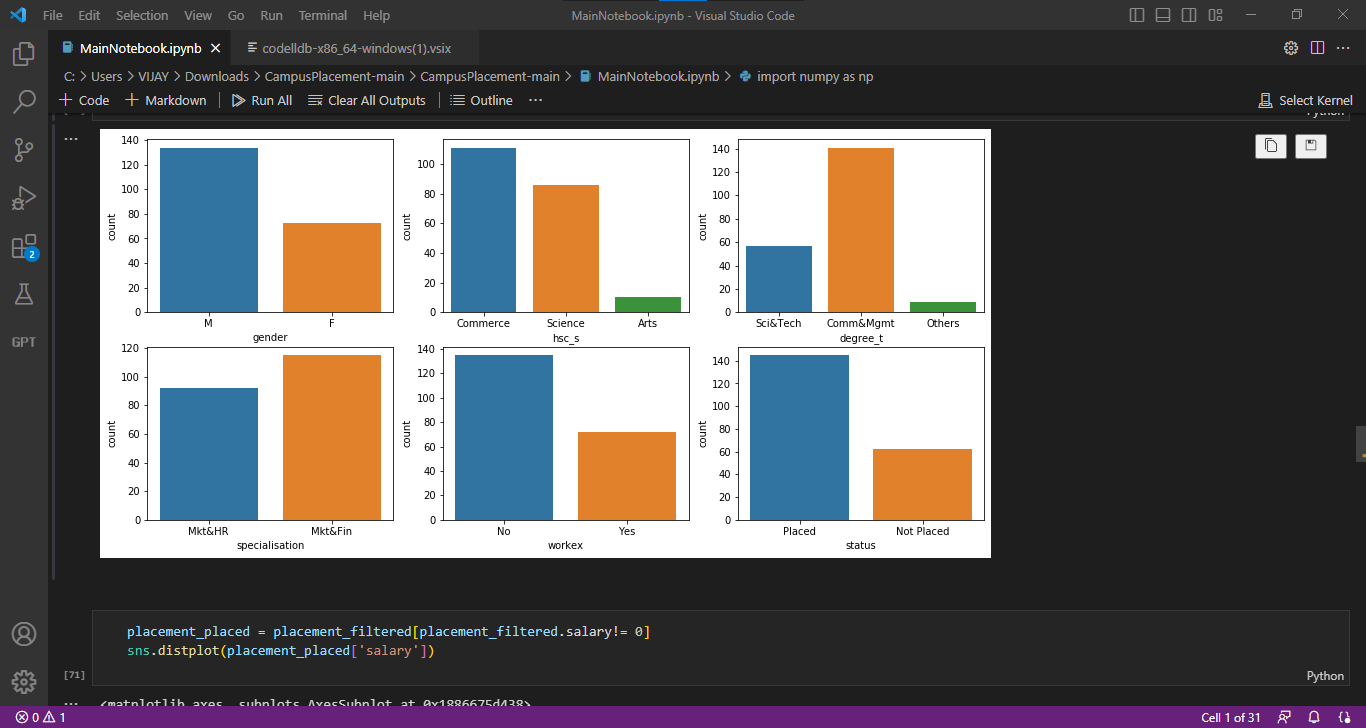 File Edit Selection View Go Run Terminal Help MainNotebook.ipynb - Visual Studio Code
MainNotebook.ipynb codelldb-x86_64-windows(1).vsix
C: > Users > VIJAY > Downloads > CampusPlacement-main > CampusPlacement-main > MainNotebook.ipynb > import numpy as np
Code Markdown Run All Clear All Outputs Outline ... Select Kernel
Python
140
120
100
80
60
40
20
0
count
M F
gender
100
80
60
40
20
0
count
Commerce Science Arts
hsc_s
140
120
100
80
60
40
20
0
count
Sci&Tech Comm&Mgmt Others
degree_t
120
100
80
60
40
20
0
count
Mkt&HR Mkt&Fin
specialisation
140
120
100
80
60
40
20
0
count
No Yes
workex
140
120
100
80
60
40
20
0
count
Placed Not Placed
status
2
GPT
placement_placed = placement_filtered[placement_filtered.salary!= 0]
sns.distplot(placement_placed['salary'])
[71] Python
<matplotlib.axes._subplots.AxesSubplot at 0x1886675d438>
0 1 Cell 1 of 31